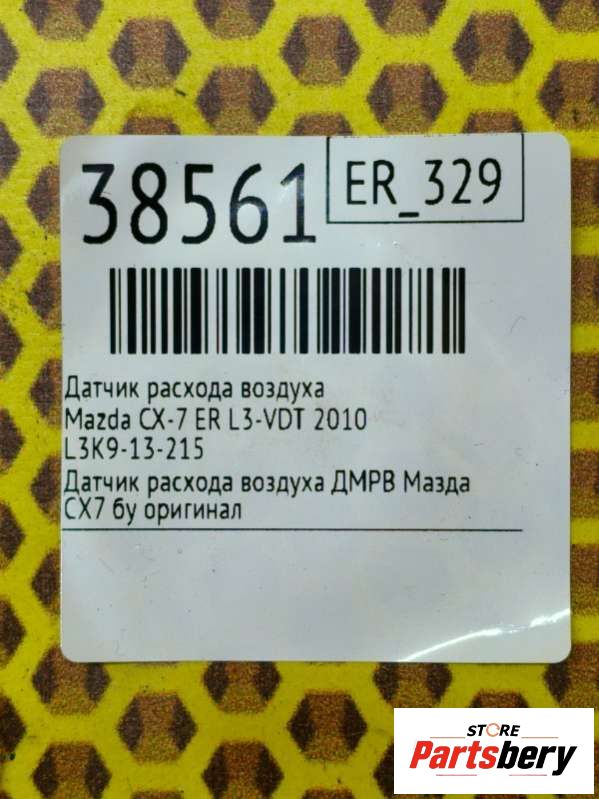 38561
ER_329
Датчик расхода воздуха
Mazda CX-7 ER L3-VDT 2010
L3K9-13-215
Датчик расхода воздуха ДМРВ Мазда
СХ7 бу оригинал
STORE
Partsbery